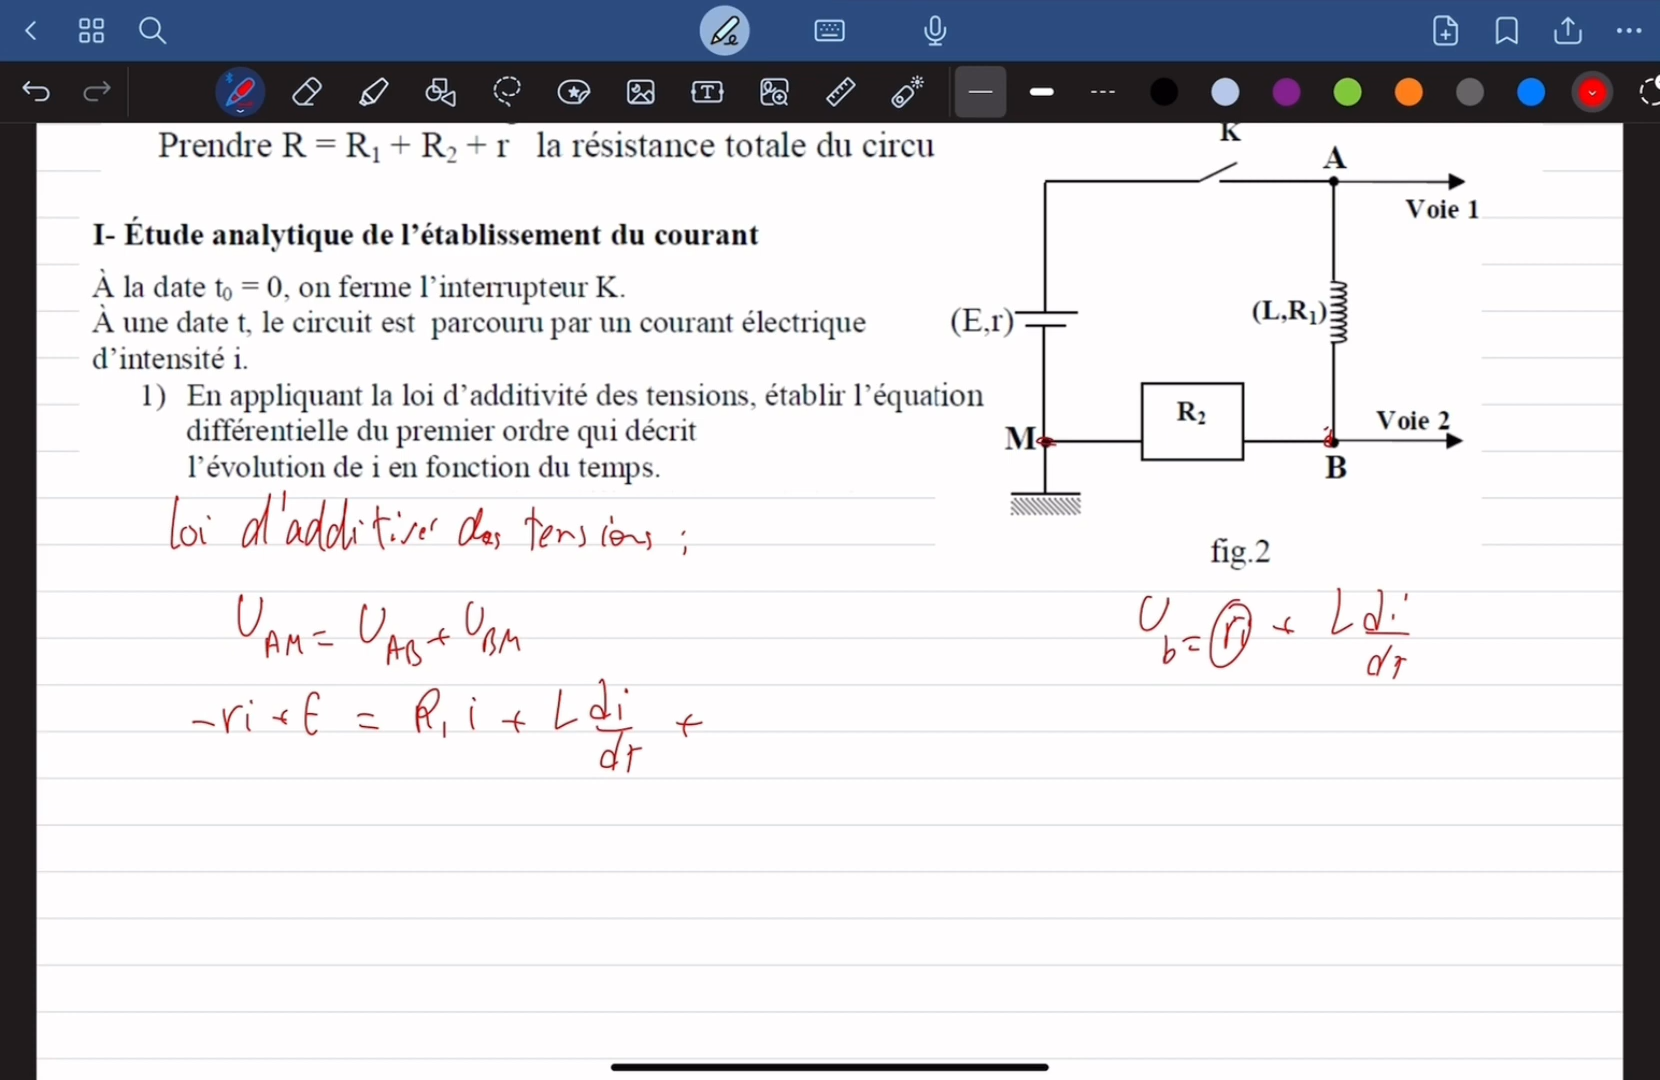 Prendre R = R₁ + R₂ + r la résistance totale du circu
I- Étude analytique de l'établissement du courant
À la date t₀ = 0, on ferme l'interrupteur K.
À une date t, le circuit est parcouru par un courant électrique
d'intensité i.
1) En appliquant la loi d'additivité des tensions, établir l'équation
différentielle du premier ordre qui décrit
l'évolution de i en fonction du temps.
K
A
Voie 1
(E,r)
(L,R₁)
R₂
Voie 2
M
B
fig.2
loi d'additiver des tensions ;
U_AM = U_AB + U_BM
-ri + E = R₁ i + L di/dt +
U_b = ri + L di/dt